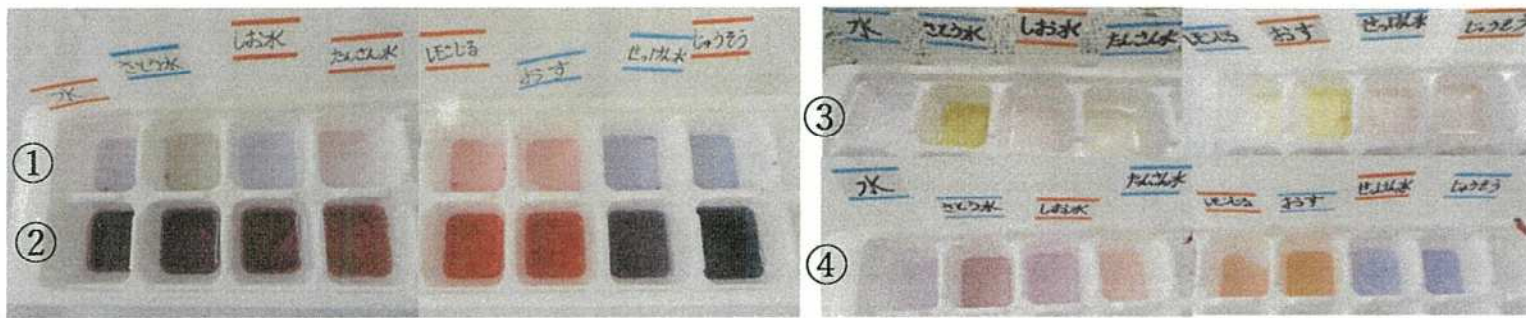 水
さとう水
しお水
たんさん水
レモンじる
おす
せっけん水
じゅうそう
①
②
水
さとう水
しお水
たんさん水
レモンじる
おす
せっけん水
じゅうそう
③
水
さとう水
しお水
たんさん水
レモンじる
おす
せっけん水
じゅうそう
④